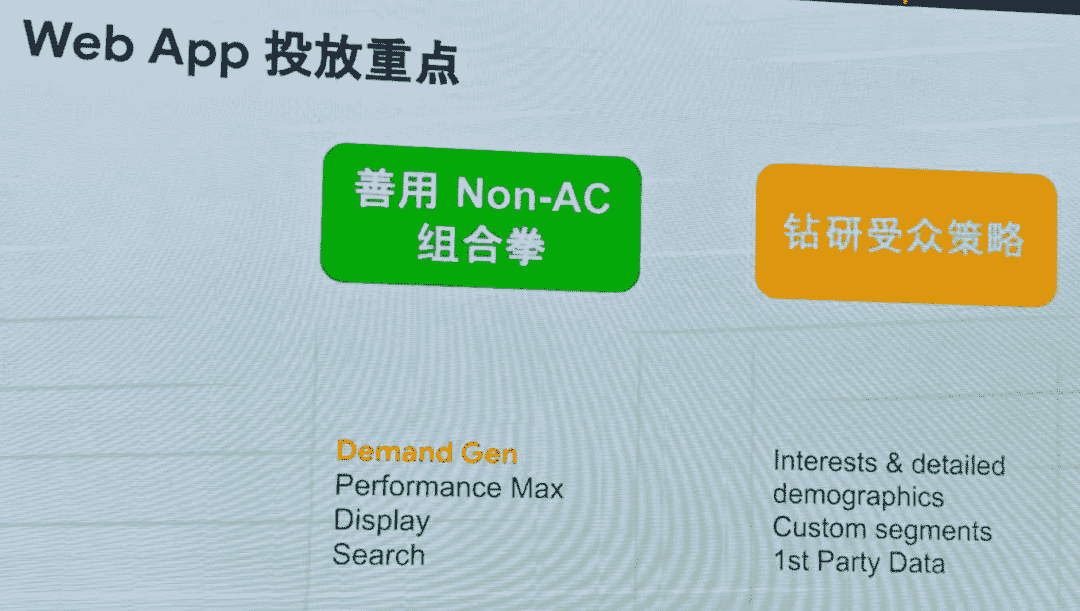 Web App 投放重点
善用 Non-AC
组合拳
钻研受众策略
Demand Gen
Performance Max
Display
Search
Interests & detailed
demographics
Custom segments
1st Party Data